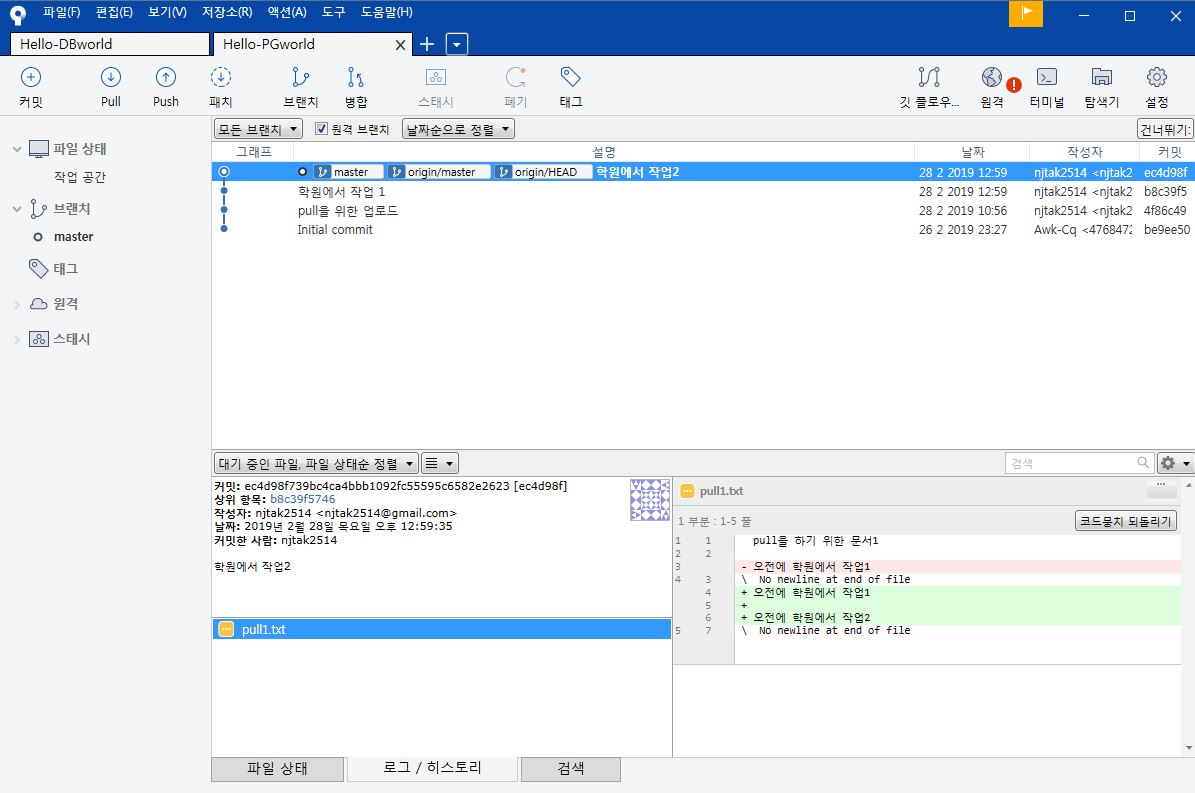 파일(F) 편집(E) 보기(V) 저장소(R) 액션(A) 도구 도움말(H)
Hello-DBworld Hello-PGworld
커밋 Pull Push 패치 브랜치 병합 스태시 폐기 태그 깃 플로우... 원격 터미널 탐색기 설정
모든 브랜치 원격 브랜치 날짜순으로 정렬 건너뛰기:
파일 상태
작업 공간
브랜치
master
태그
원격
스태시
그래프 설명 날짜 작성자 커밋
master origin/master origin/HEAD 학원에서 작업2 28 2 2019 12:59 njtak2514 <njtak2 ec4d98f
학원에서 작업 1 28 2 2019 12:59 njtak2514 <njtak2 b8c39f5
pull을 위한 업로드 28 2 2019 10:56 njtak2514 <njtak2 4f86c49
Initial commit 26 2 2019 23:27 Awk-Cq <4768472 be9ee50
대기 중인 파일, 파일 상태순 정렬 검색
커밋: ec4d98f739bc4ca4bbb1092fc55595c6582e2623 [ec4d98f]
상위 항목: b8c39f5746
작성자: njtak2514 <njtak2514@gmail.com>
날짜: 2019년 2월 28일 목요일 오후 12:59:35
커밋한 사람: njtak2514
학원에서 작업2
pull1.txt
pull1.txt
1 부분 : 1-5 줄 코드뭉치 되돌리기
1 1 pull을 하기 위한 문서1
2 2
3 - 오전에 학원에서 작업1
4 3 \ No newline at end of file
4 + 오전에 학원에서 작업1
5 +
6 + 오전에 학원에서 작업2
5 7 \ No newline at end of file
파일 상태 로그 / 히스토리 검색